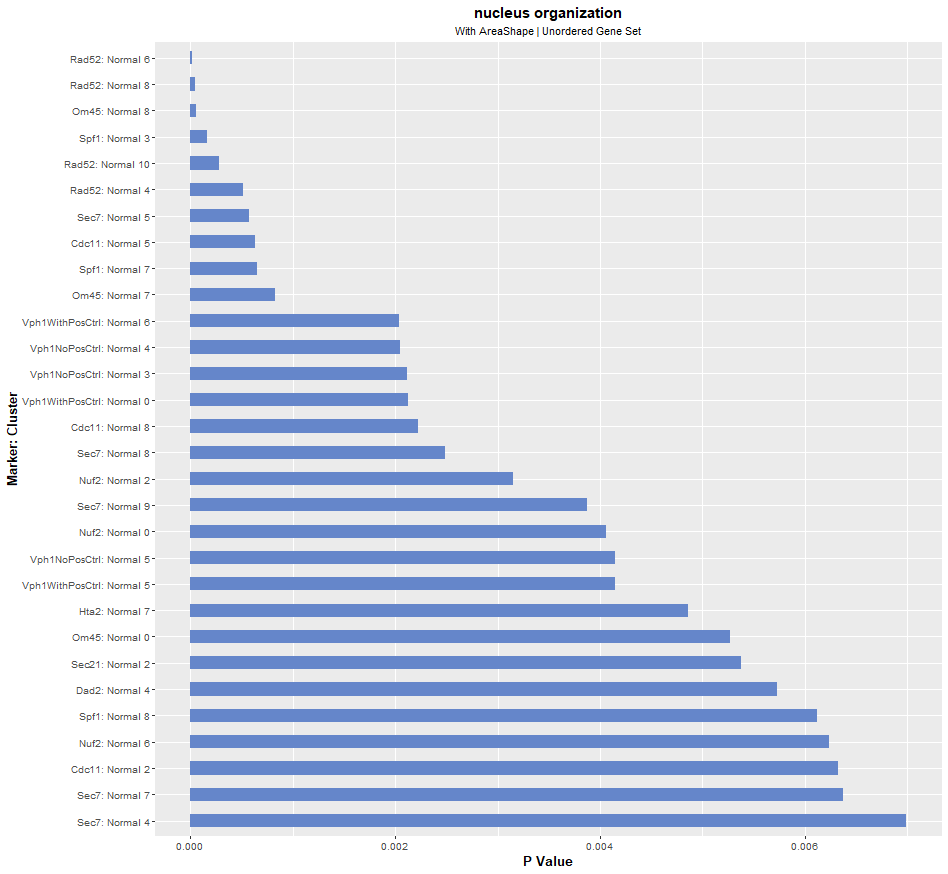 nucleus organization
With AreaShape | Unordered Gene Set
Marker: Cluster
Rad52: Normal 6
Rad52: Normal 8
Om45: Normal 8
Spf1: Normal 3
Rad52: Normal 10
Rad52: Normal 4
Sec7: Normal 5
Cdc11: Normal 5
Spf1: Normal 7
Om45: Normal 7
Vph1WithPosCtrl: Normal 6
Vph1NoPosCtrl: Normal 4
Vph1NoPosCtrl: Normal 3
Vph1WithPosCtrl: Normal 0
Cdc11: Normal 8
Sec7: Normal 8
Nuf2: Normal 2
Sec7: Normal 9
Nuf2: Normal 0
Vph1NoPosCtrl: Normal 5
Vph1WithPosCtrl: Normal 5
Hta2: Normal 7
Om45: Normal 0
Sec21: Normal 2
Dad2: Normal 4
Spf1: Normal 8
Nuf2: Normal 6
Cdc11: Normal 2
Sec7: Normal 7
Sec7: Normal 4
0.000 0.002 0.004 0.006
P Value